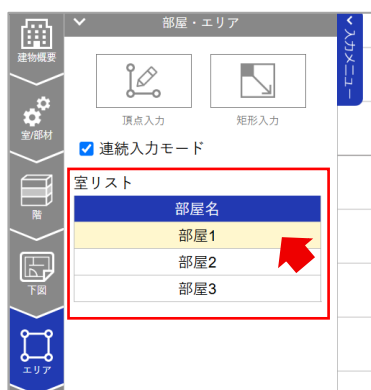 建物概要
室/部材
階
下図
エリア
部屋・エリア
頂点入力
矩形入力
連続入力モード
室リスト
部屋名
部屋1
部屋2
部屋3
入力メニュー